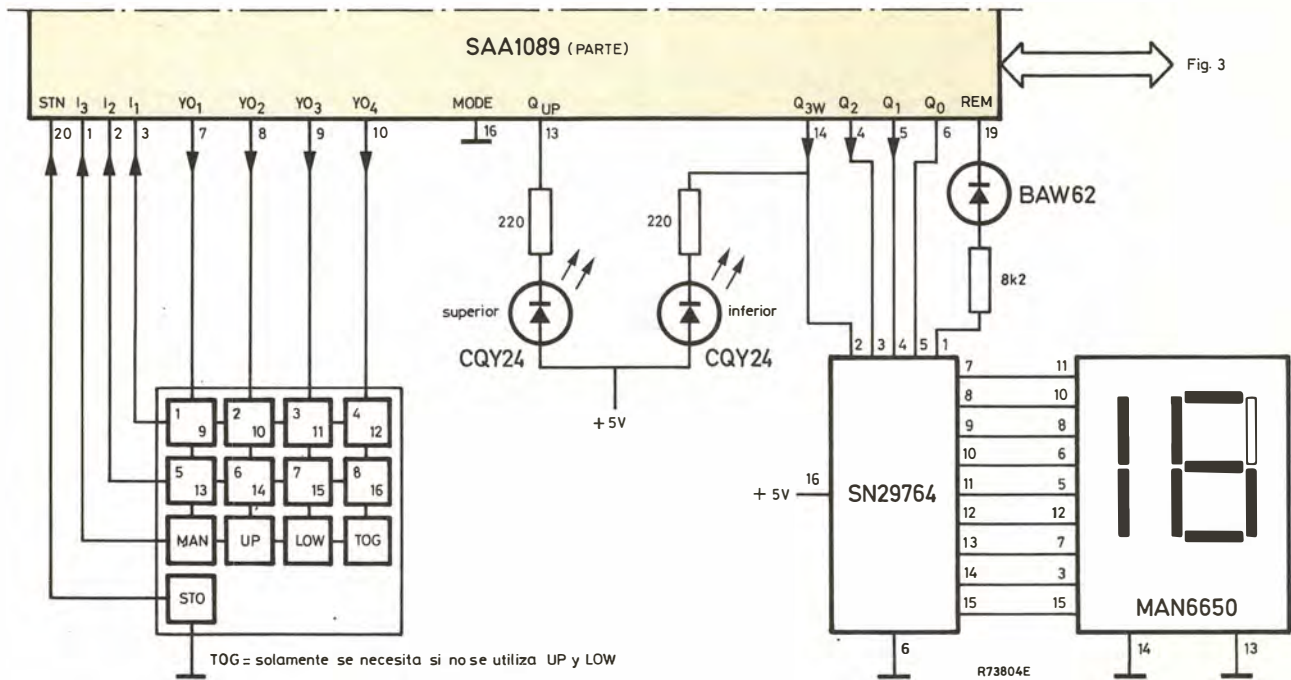 SAA1089 (PARTE)
Fig. 3
STN I₃ I₂ I₁ YO₁ YO₂ YO₃ YO₄ MODE Q_UP Q_3W Q₂ Q₁ Q₀ REM
20 1 2 3 7 8 9 10 16 13 14 4 5 6 19
BAW62
220
220
8k2
superior
inferior
CQY24
CQY24
+5V
2 3 4 5 1
1 9
2 10
3 11
4 12
5 13
6 14
7 15
8 16
MAN UP LOW TOG
STO
7 11
8 10
9 8
10 6
11 5
12 12
13 7
14 3
15 15
+5V 16
SN29764
18
MAN6650
6
14 13
TOG = solamente se necesita si no se utiliza UP y LOW
R73804E